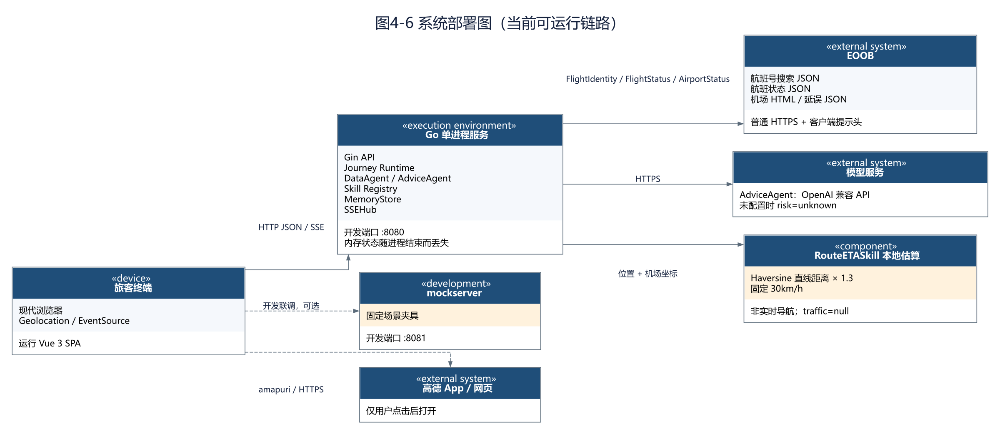 图4-6 系统部署图（当前可运行链路）
«external system»
EOOB
航班号搜索 JSON
航班状态 JSON
机场 HTML / 延误 JSON
普通 HTTPS + 客户端提示头
FlightIdentity / FlightStatus / AirportStatus
«execution environment»
Go 单进程服务
Gin API
Journey Runtime
DataAgent / AdviceAgent
Skill Registry
MemoryStore
SSEHub
开发端口 :8080
内存状态随进程结束而丢失
HTTPS
«external system»
模型服务
AdviceAgent：OpenAI 兼容 API
未配置时 risk=unknown
HTTP JSON / SSE
位置 + 机场坐标
«component»
RouteETASkill 本地估算
Haversine 直线距离 × 1.3
固定 30km/h
非实时导航；traffic=null
«device»
旅客终端
现代浏览器
Geolocation / EventSource
运行 Vue 3 SPA
开发联调，可选
«development»
mockserver
固定场景夹具
开发端口 :8081
amapuri / HTTPS
«external system»
高德 App / 网页
仅用户点击后打开